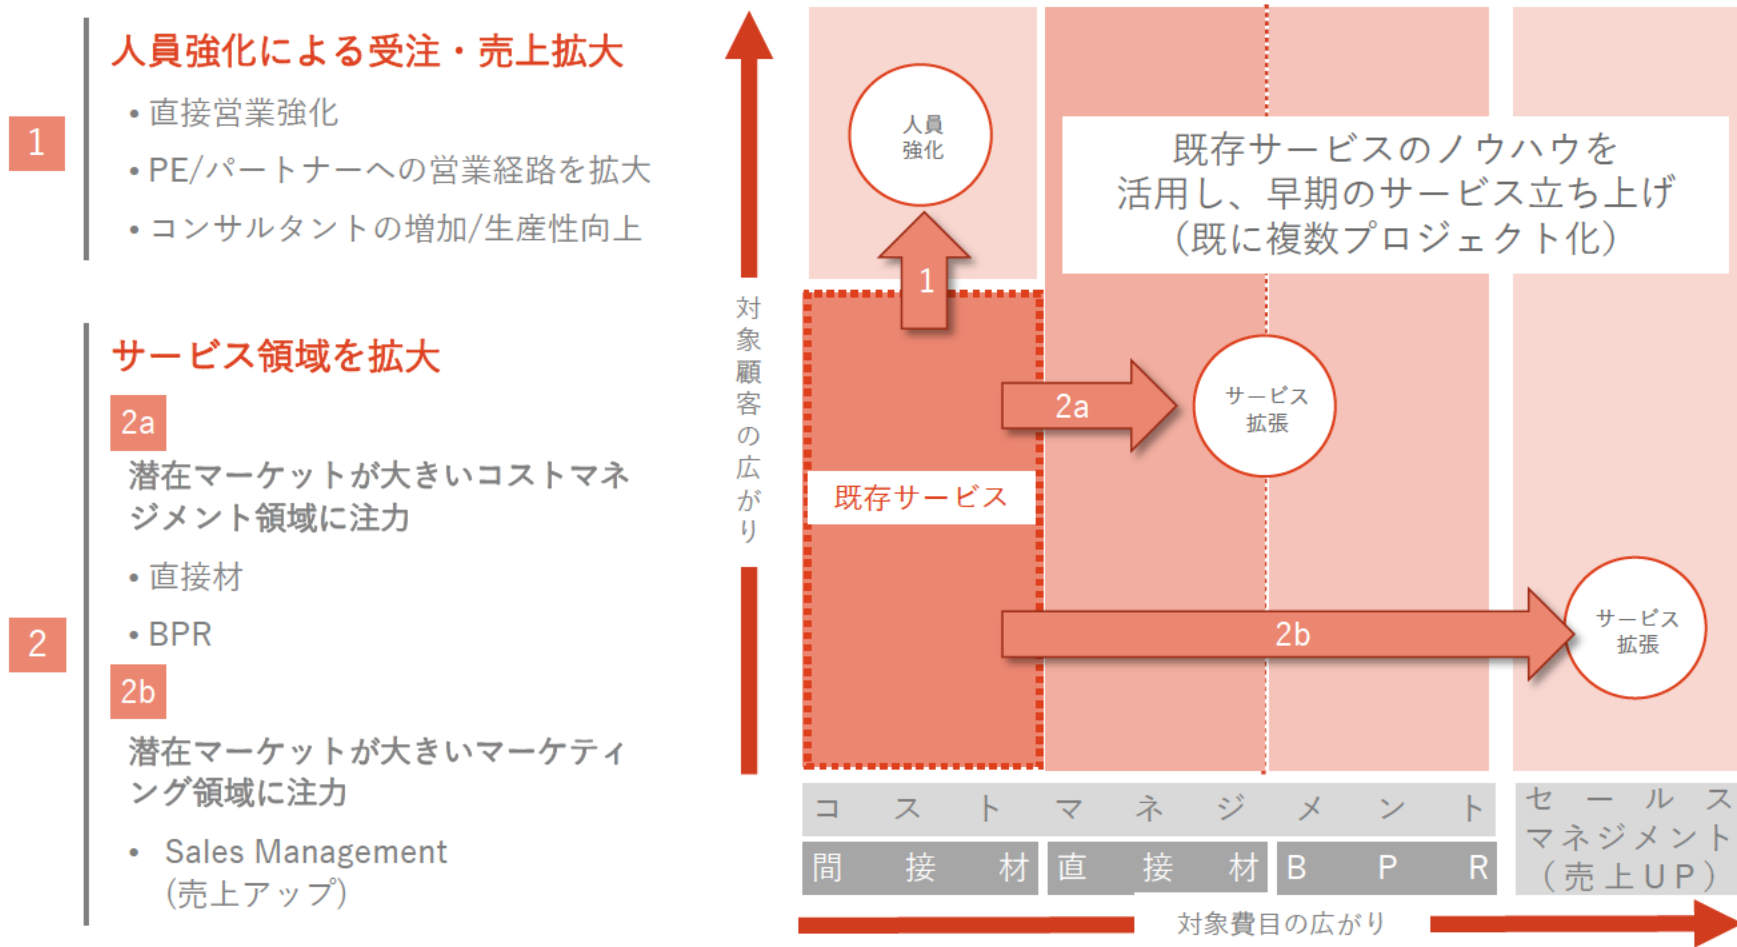 1
人員強化による受注・売上拡大
• 直接営業強化
• PE/パートナーへの営業経路を拡大
• コンサルタントの増加/生産性向上
2
サービス領域を拡大
2a
潜在マーケットが大きいコストマネ
ジメント領域に注力
• 直接材
• BPR
2b
潜在マーケットが大きいマーケティ
ング領域に注力
• Sales Management
(売上アップ)
対象顧客の広がり
人員
強化
1
既存サービスのノウハウを
活用し、早期のサービス立ち上げ
（既に複数プロジェクト化）
2a
サービス
拡張
既存サービス
2b
サービス
拡張
コストマネジメント
間接材
直接材
BPR
セールス
マネジメント
（売上UP）
対象費目の広がり